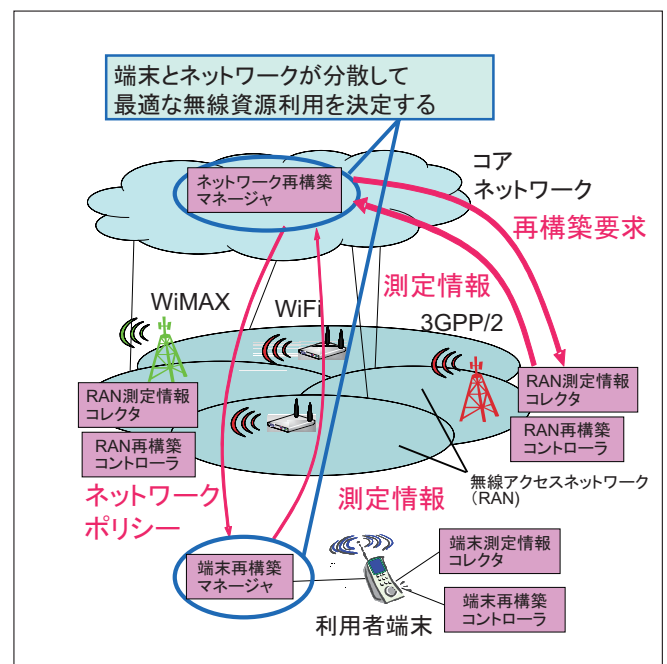 端末とネットワークが分散して
最適な無線資源利用を決定する
ネットワーク再構築
マネージャ
コア
ネットワーク
再構築要求
測定情報
WiMAX
WiFi
3GPP/2
RAN測定情報
コレクタ
RAN再構築
コントローラ
RAN測定情報
コレクタ
RAN再構築
コントローラ
無線アクセスネットワーク
(RAN)
ネットワーク
ポリシー
測定情報
端末再構築
マネージャ
端末測定情報
コレクタ
端末再構築
コントローラ
利用者端末